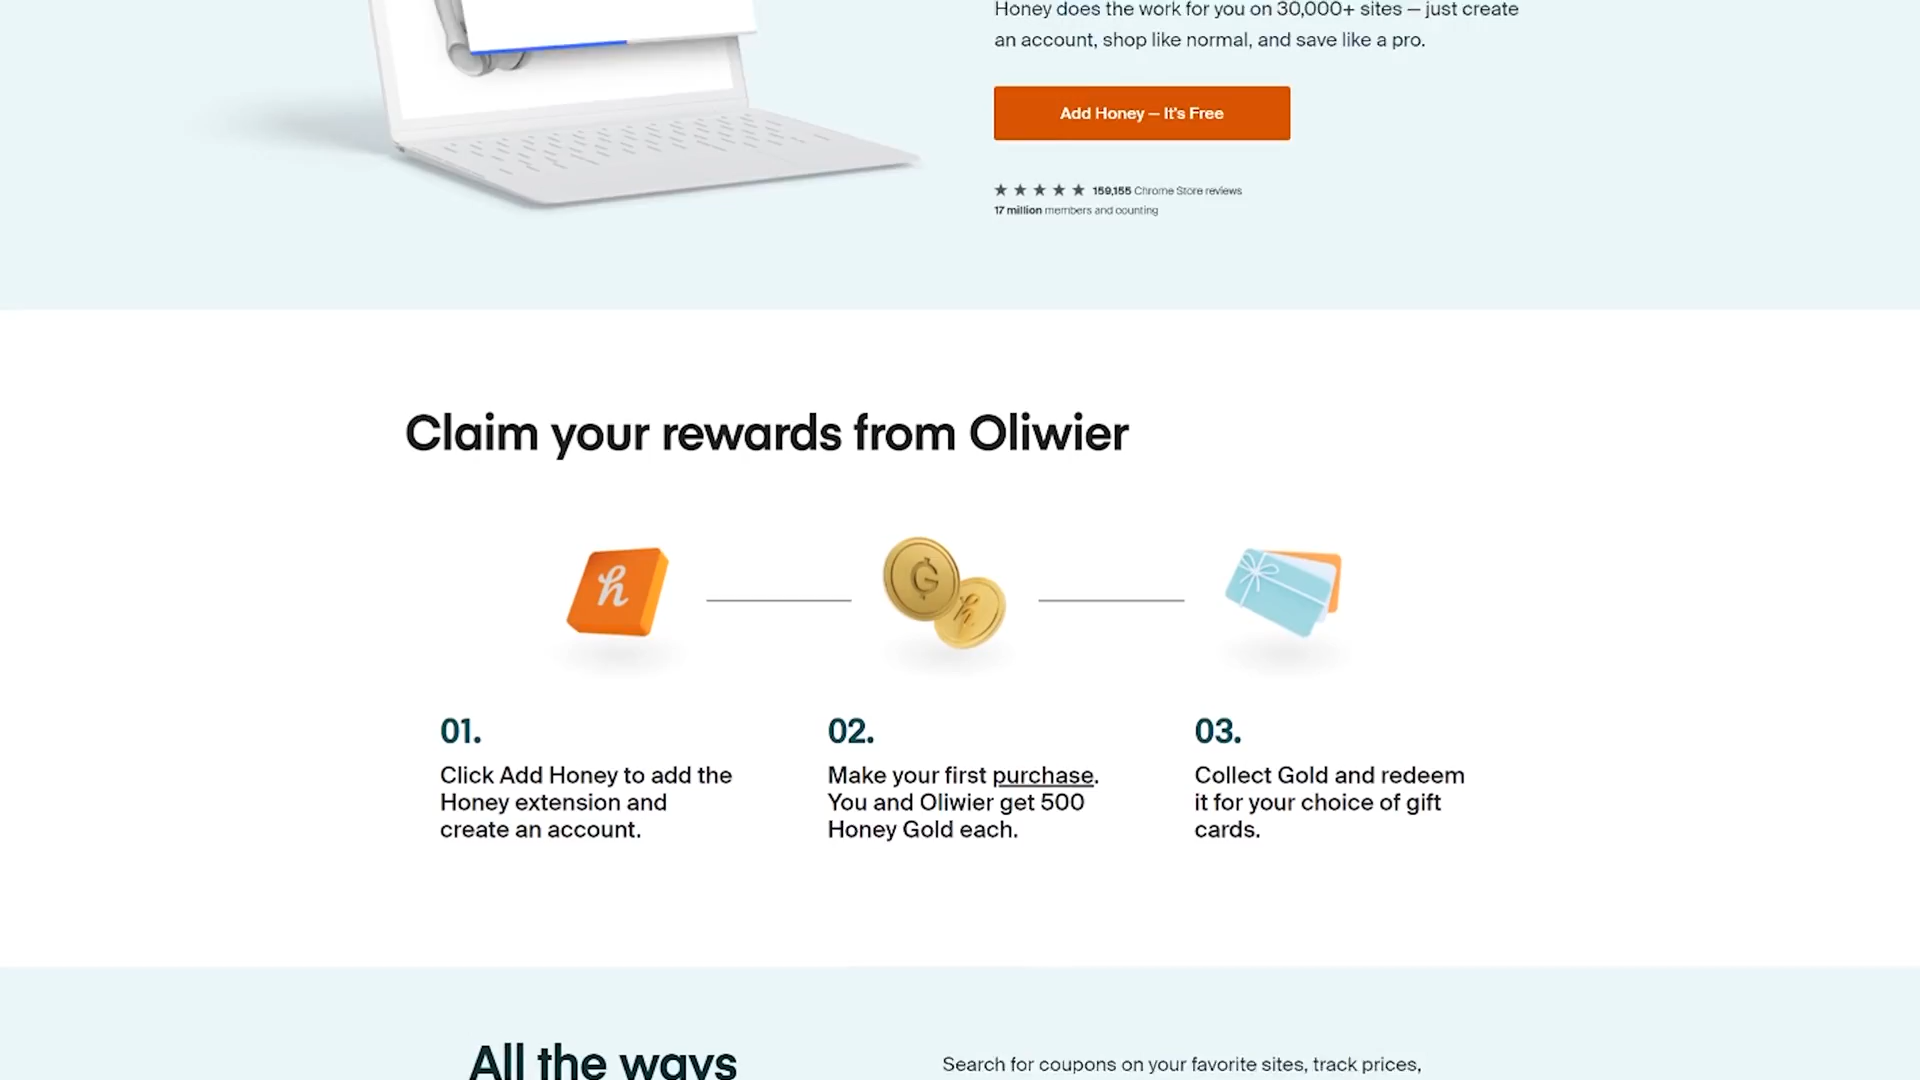 Honey does the work for you on 30,000+ sites — just create
an account, shop like normal, and save like a pro.
Add Honey — It's Free
159,155 Chrome Store reviews
17 million members and counting
Claim your rewards from Oliwier
h
G
h
01.
Click Add Honey to add the
Honey extension and
create an account.
02.
Make your first purchase.
You and Oliwier get 500
Honey Gold each.
03.
Collect Gold and redeem
it for your choice of gift
cards.
All the ways
Search for coupons on your favorite sites, track prices,